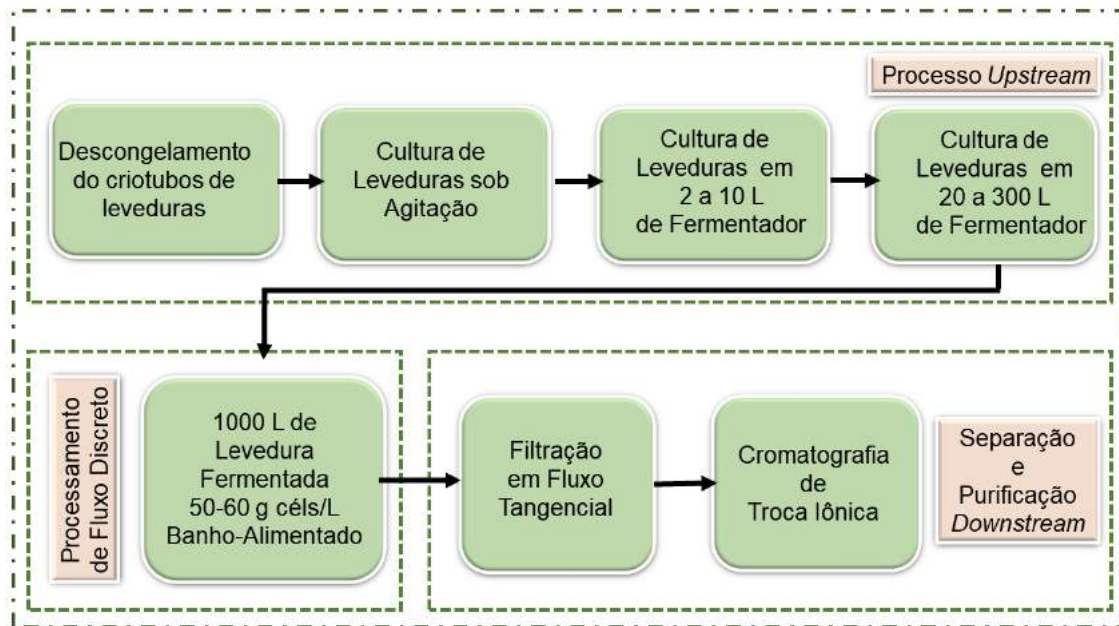 Processo Upstream
Descongelamento
do criotubos de
leveduras
Cultura de
Leveduras sob
Agitação
Cultura de
Leveduras em
2 a 10 L
de Fermentador
Cultura de
Leveduras em
20 a 300 L
de Fermentador
Processamento
de Fluxo Discreto
1000 L de
Levedura
Fermentada
50-60 g céls/L
Banho-Alimentado
Filtração
em Fluxo
Tangencial
Cromatografia
de
Troca Iônica
Separação
e
Purificação
Downstream